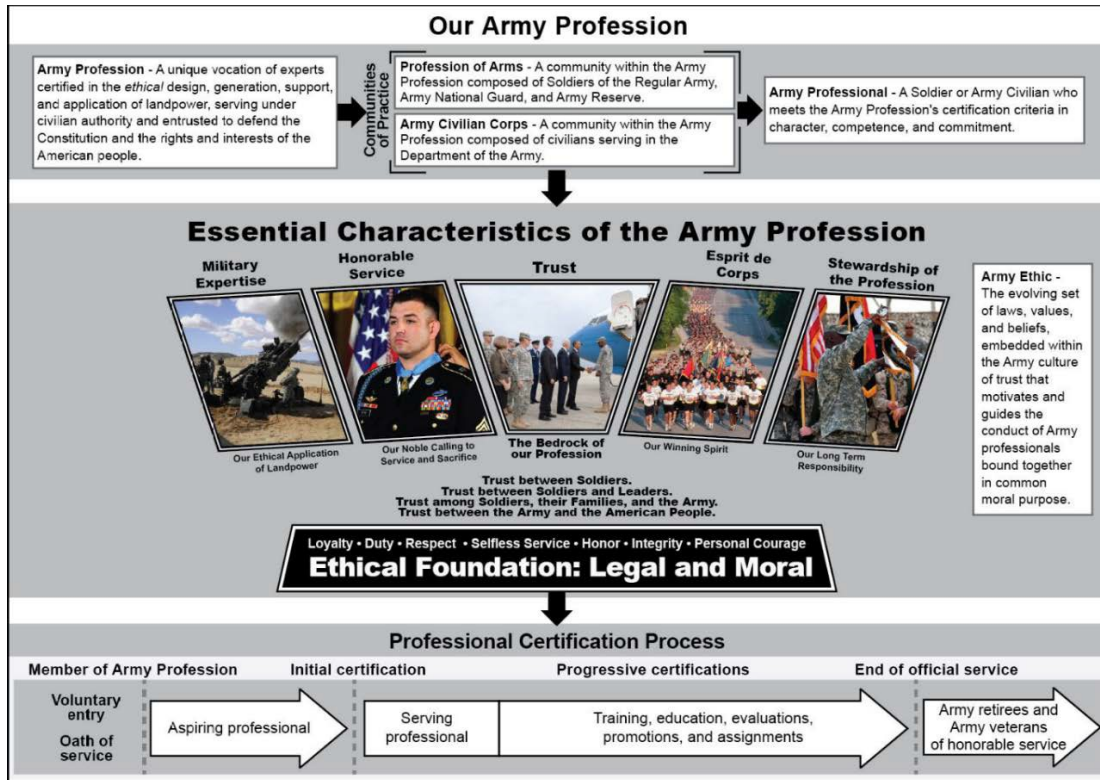 Our Army Profession
Army Profession - A unique vocation of experts
certified in the ethical design, generation, support,
and application of landpower, serving under
civilian authority and entrusted to defend the
Constitution and the rights and interests of the
American people.
Communities
of Practice
Profession of Arms - A community within the Army
Profession composed of Soldiers of the Regular Army,
Army National Guard, and Army Reserve.
Army Civilian Corps - A community within the Army
Profession composed of civilians serving in the
Department of the Army.
Army Professional - A Soldier or Army Civilian who
meets the Army Profession's certification criteria in
character, competence, and commitment.
Essential Characteristics of the Army Profession
Military
Expertise
Our Ethical Application
of Landpower
Honorable
Service
Our Noble Calling to
Service and Sacrifice
Trust
The Bedrock of
our Profession
Esprit de
Corps
Our Winning Spirit
Stewardship of
the Profession
Our Long Term
Responsibility
Trust between Soldiers.
Trust between Soldiers and Leaders.
Trust among Soldiers, their Families, and the Army.
Trust between the Army and the American People.
Loyalty • Duty • Respect • Selfless Service • Honor • Integrity • Personal Courage
Ethical Foundation: Legal and Moral
Army Ethic -
The evolving set
of laws, values,
and beliefs,
embedded within
the Army culture
of trust that
motivates and
guides the
conduct of Army
professionals
bound together
in common
moral purpose.
Professional Certification Process
Member of Army Profession
Initial certification
Progressive certifications
End of official service
Voluntary
entry
Oath of
service
Aspiring professional
Serving
professional
Training, education, evaluations,
promotions, and assignments
Army retirees and
Army veterans
of honorable service